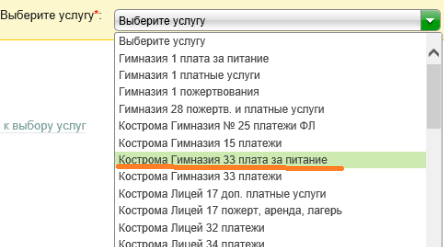 Выберите услугу*: Выберите услугу
Выберите услугу
Гимназия 1 плата за питание
Гимназия 1 платные услуги
Гимназия 1 пожертвования
Гимназия 28 пожертв. и платные услуги
к выбору услуг
Кострома Гимназия № 25 платежи ФЛ
Кострома Гимназия 15 платежи
Кострома Гимназия 33 плата за питание
Кострома Гимназия 33 платежи
Кострома Лицей 17 доп. платные услуги
Кострома Лицей 17 пожерт, аренда, лагерь
Кострома Лицей 32 платежи
Кострома Лицей 34 платежи